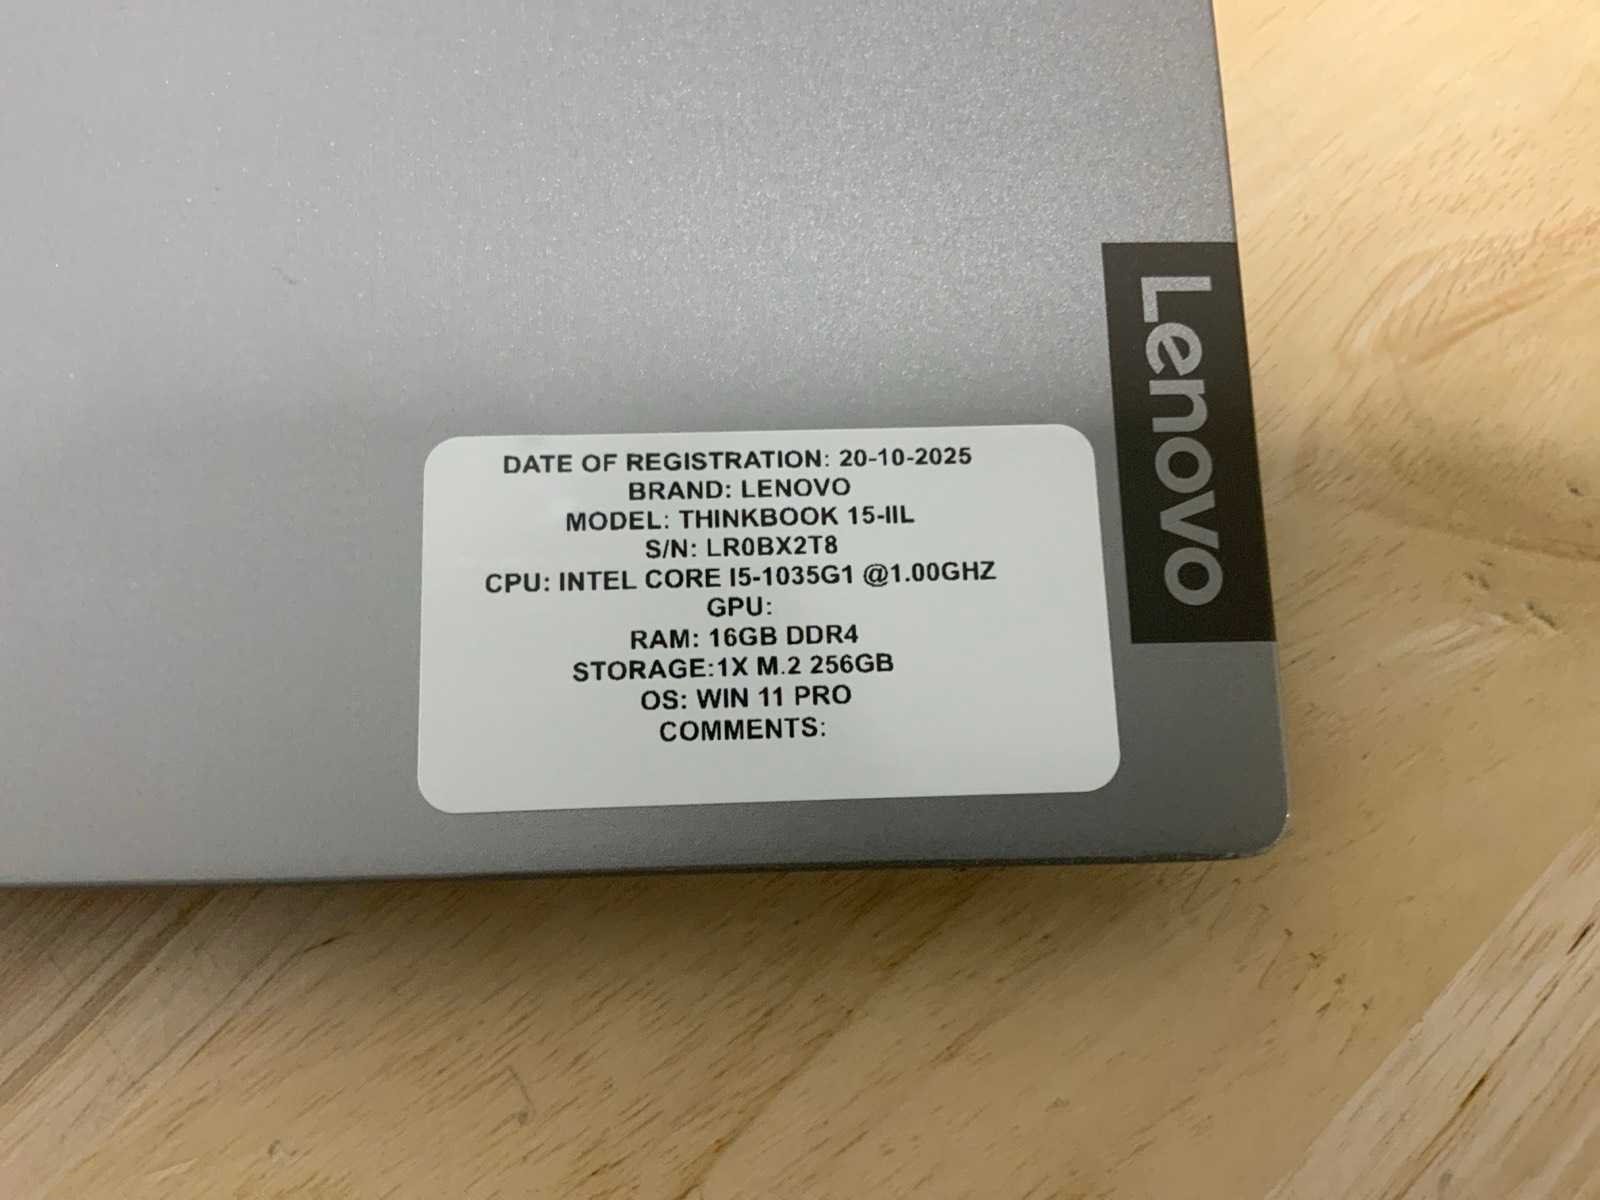 DATE OF REGISTRATION: 20-10-2025
BRAND: LENOVO
MODEL: THINKBOOK 15-IIL
S/N: LR0BX2T8
CPU: INTEL CORE I5-1035G1 @1.00GHZ
GPU:
RAM: 16GB DDR4
STORAGE:1X M.2 256GB
OS: WIN 11 PRO
COMMENTS:
Lenovo